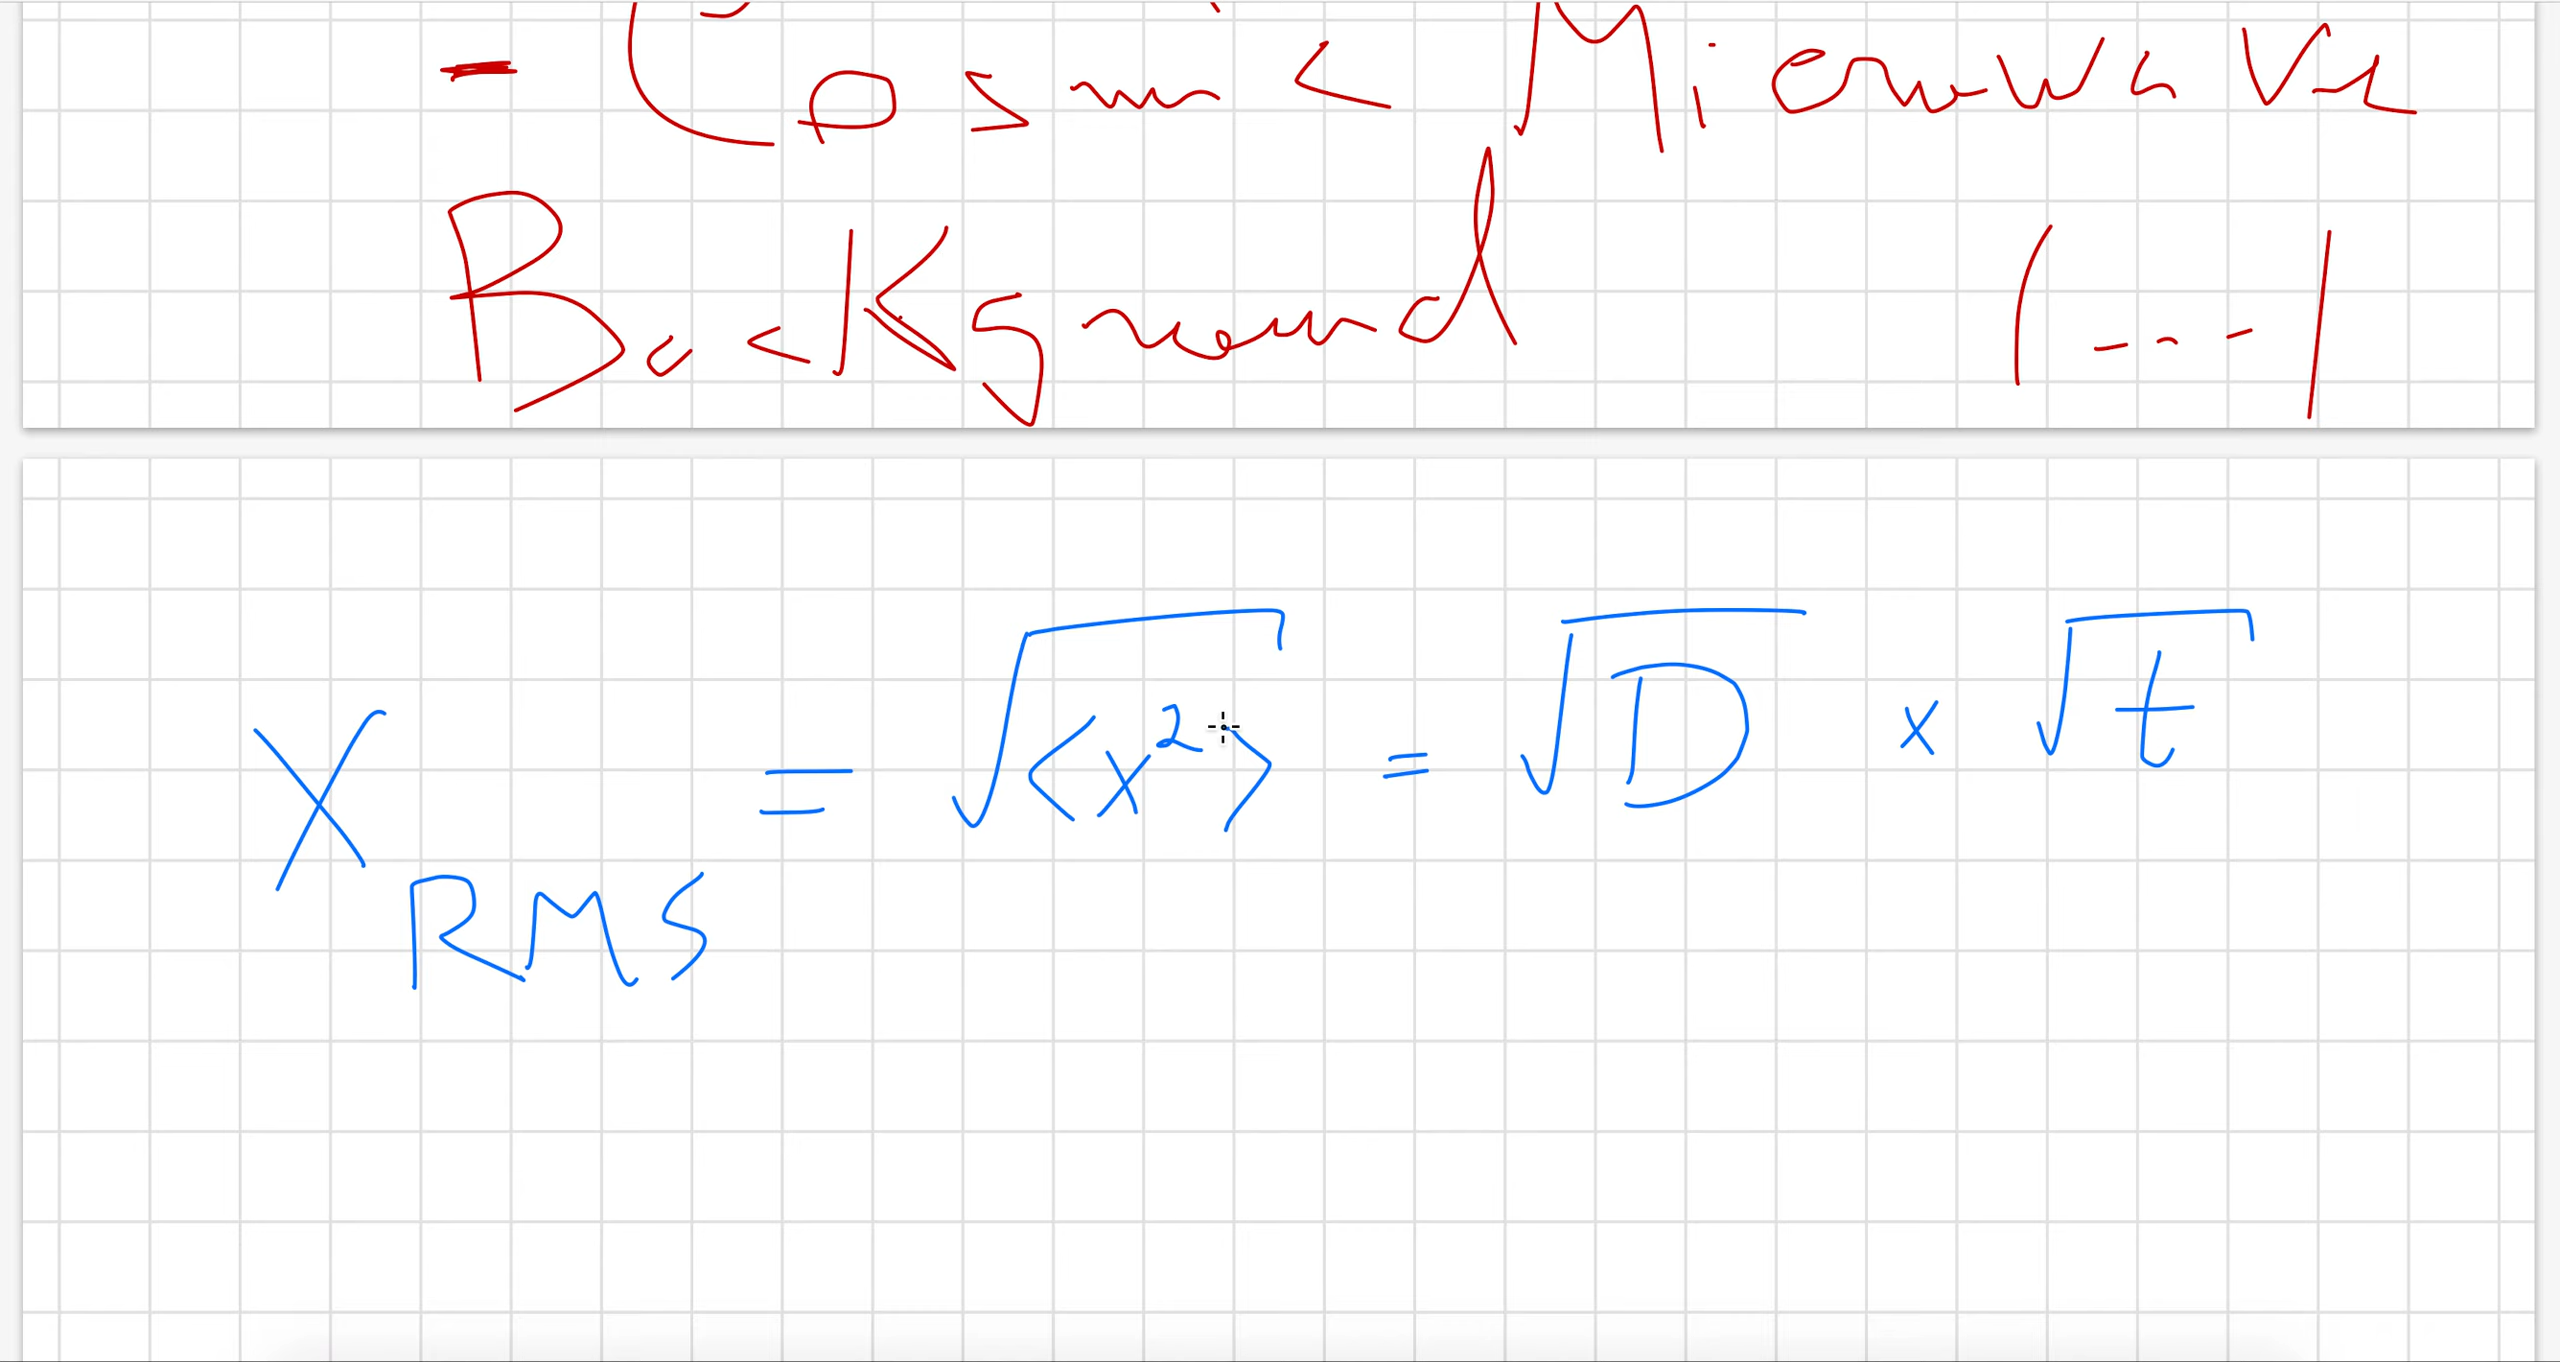 - Cosmic Microwave
Background (---)
X_RMS = √<x²> = √D × √t